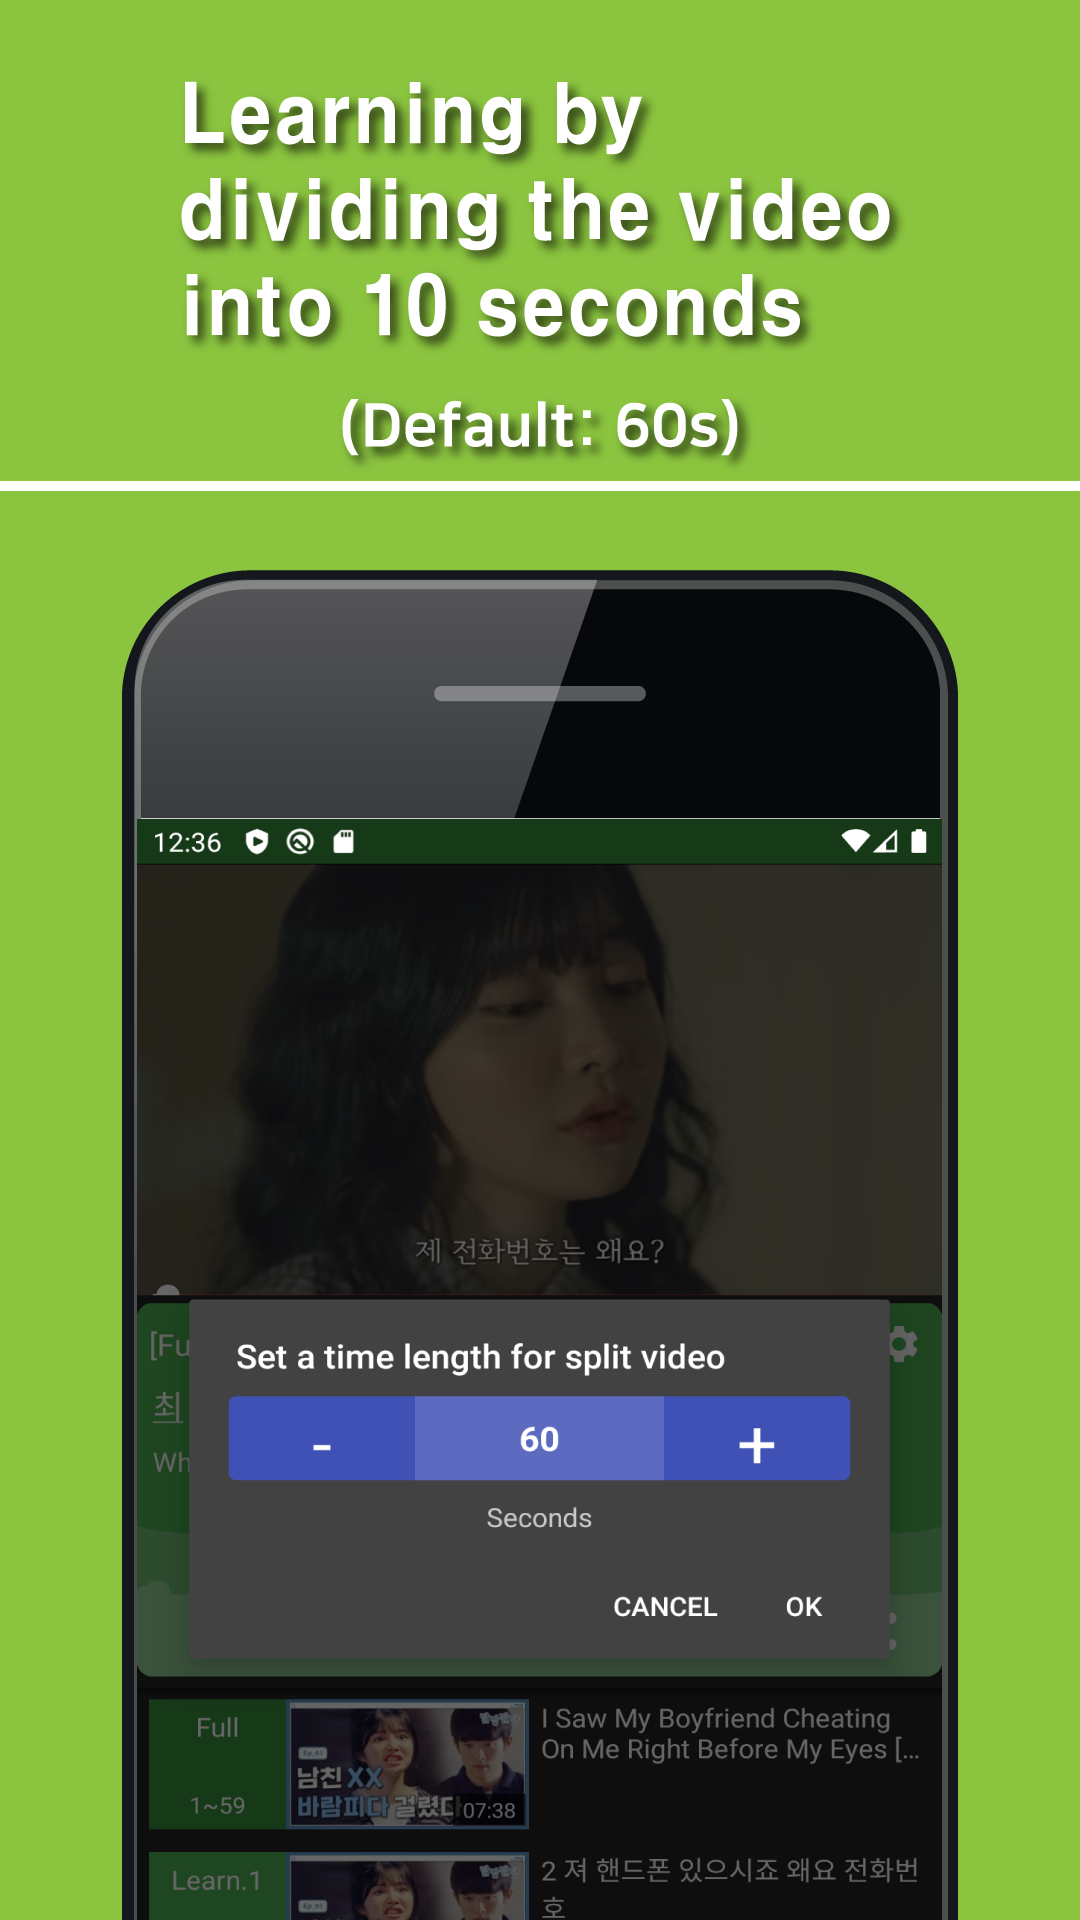 Learning by
dividing the video
into 10 seconds
(Default: 60s)
12:36
제 전화번호는 왜요?
[Fu
Set a time length for split video
최
- 60 +
Wh
Seconds
CANCEL OK
Full
I Saw My Boyfriend Cheating
On Me Right Before My Eyes [...
Ep_01
남친 XX
바람피다 걸렸다
1~59
07:38
Learn.1
2 져 핸드폰 있으시죠 왜요 전화번
호
Ep_01